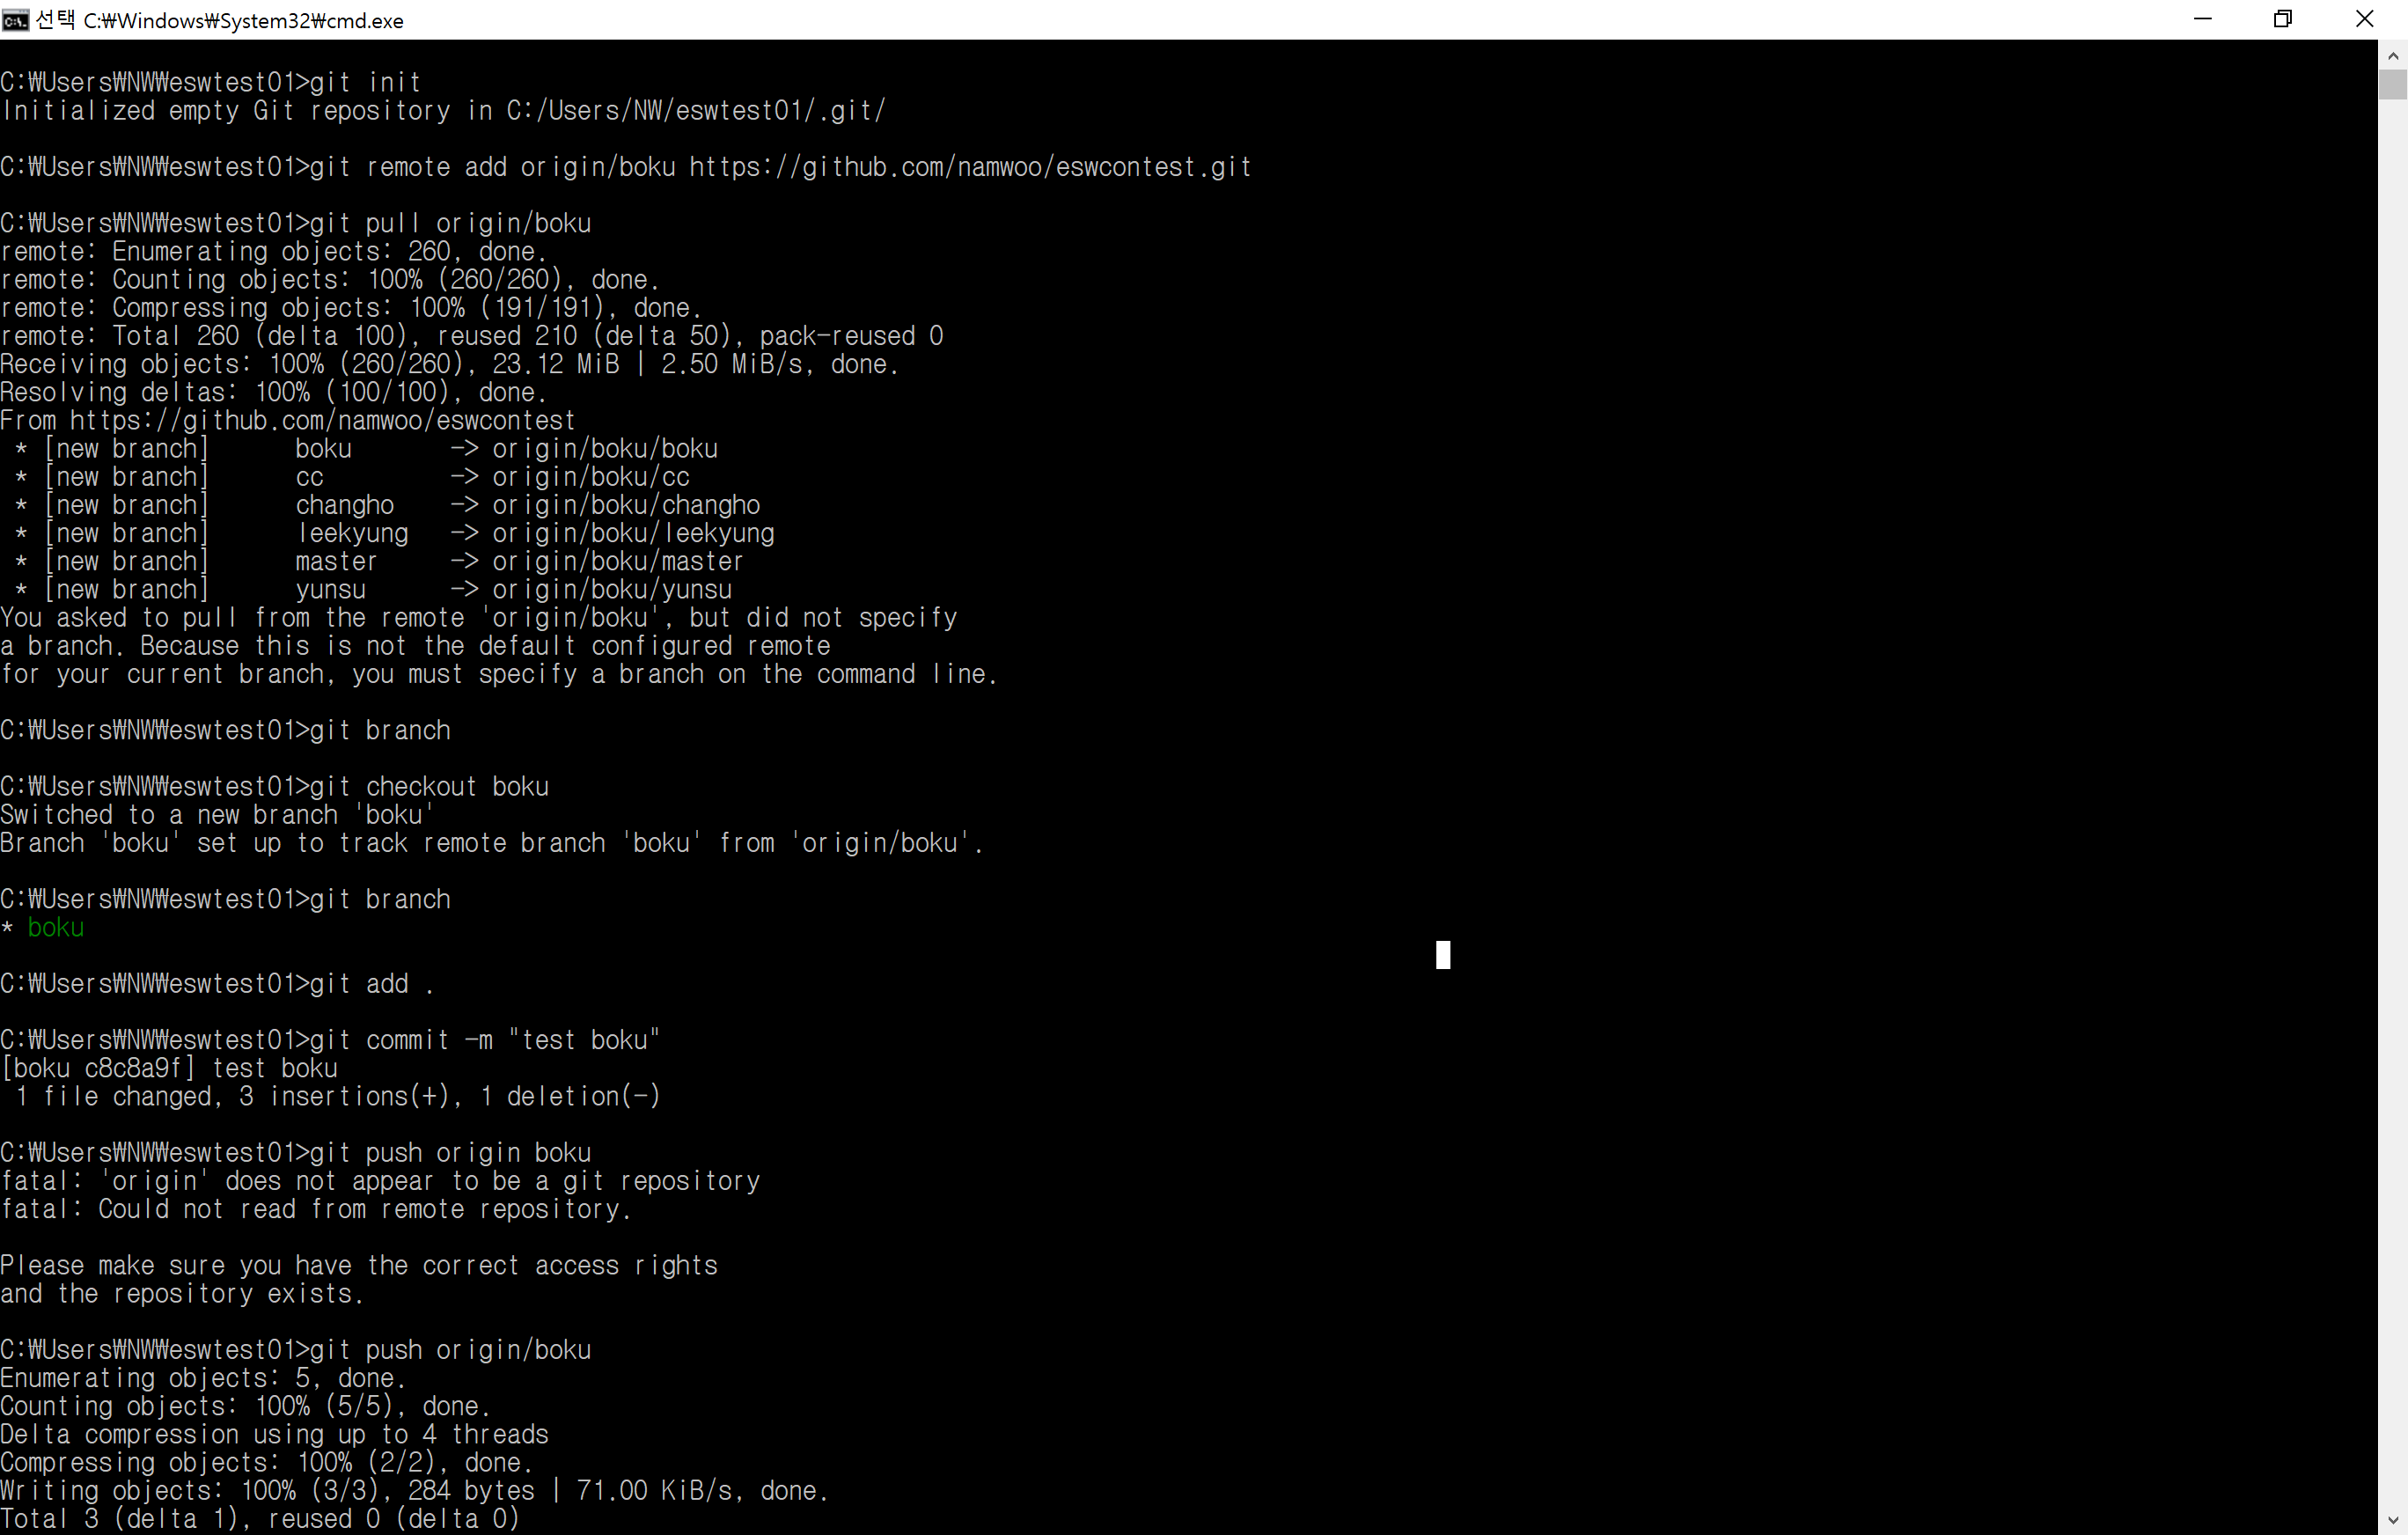 선택 C:₩Windows₩System32₩cmd.exe
C:₩Users₩NW₩eswtest01>git init
Initialized empty Git repository in C:/Users/NW/eswtest01/.git/
C:₩Users₩NW₩eswtest01>git remote add origin/boku https://github.com/namwoo/eswcontest.git
C:₩Users₩NW₩eswtest01>git pull origin/boku
remote: Enumerating objects: 260, done.
remote: Counting objects: 100% (260/260), done.
remote: Compressing objects: 100% (191/191), done.
remote: Total 260 (delta 100), reused 210 (delta 50), pack-reused 0
Receiving objects: 100% (260/260), 23.12 MiB | 2.50 MiB/s, done.
Resolving deltas: 100% (100/100), done.
From https://github.com/namwoo/eswcontest
 * [new branch]      boku       -> origin/boku/boku
 * [new branch]      cc         -> origin/boku/cc
 * [new branch]      changho    -> origin/boku/changho
 * [new branch]      leekyung   -> origin/boku/leekyung
 * [new branch]      master     -> origin/boku/master
 * [new branch]      yunsu      -> origin/boku/yunsu
You asked to pull from the remote 'origin/boku', but did not specify
a branch. Because this is not the default configured remote
for your current branch, you must specify a branch on the command line.
C:₩Users₩NW₩eswtest01>git branch
C:₩Users₩NW₩eswtest01>git checkout boku
Switched to a new branch 'boku'
Branch 'boku' set up to track remote branch 'boku' from 'origin/boku'.
C:₩Users₩NW₩eswtest01>git branch
* boku
C:₩Users₩NW₩eswtest01>git add .
C:₩Users₩NW₩eswtest01>git commit -m "test boku"
[boku c8c8a9f] test boku
 1 file changed, 3 insertions(+), 1 deletion(-)
C:₩Users₩NW₩eswtest01>git push origin boku
fatal: 'origin' does not appear to be a git repository
fatal: Could not read from remote repository.
Please make sure you have the correct access rights
and the repository exists.
C:₩Users₩NW₩eswtest01>git push origin/boku
Enumerating objects: 5, done.
Counting objects: 100% (5/5), done.
Delta compression using up to 4 threads
Compressing objects: 100% (2/2), done.
Writing objects: 100% (3/3), 284 bytes | 71.00 KiB/s, done.
Total 3 (delta 1), reused 0 (delta 0)